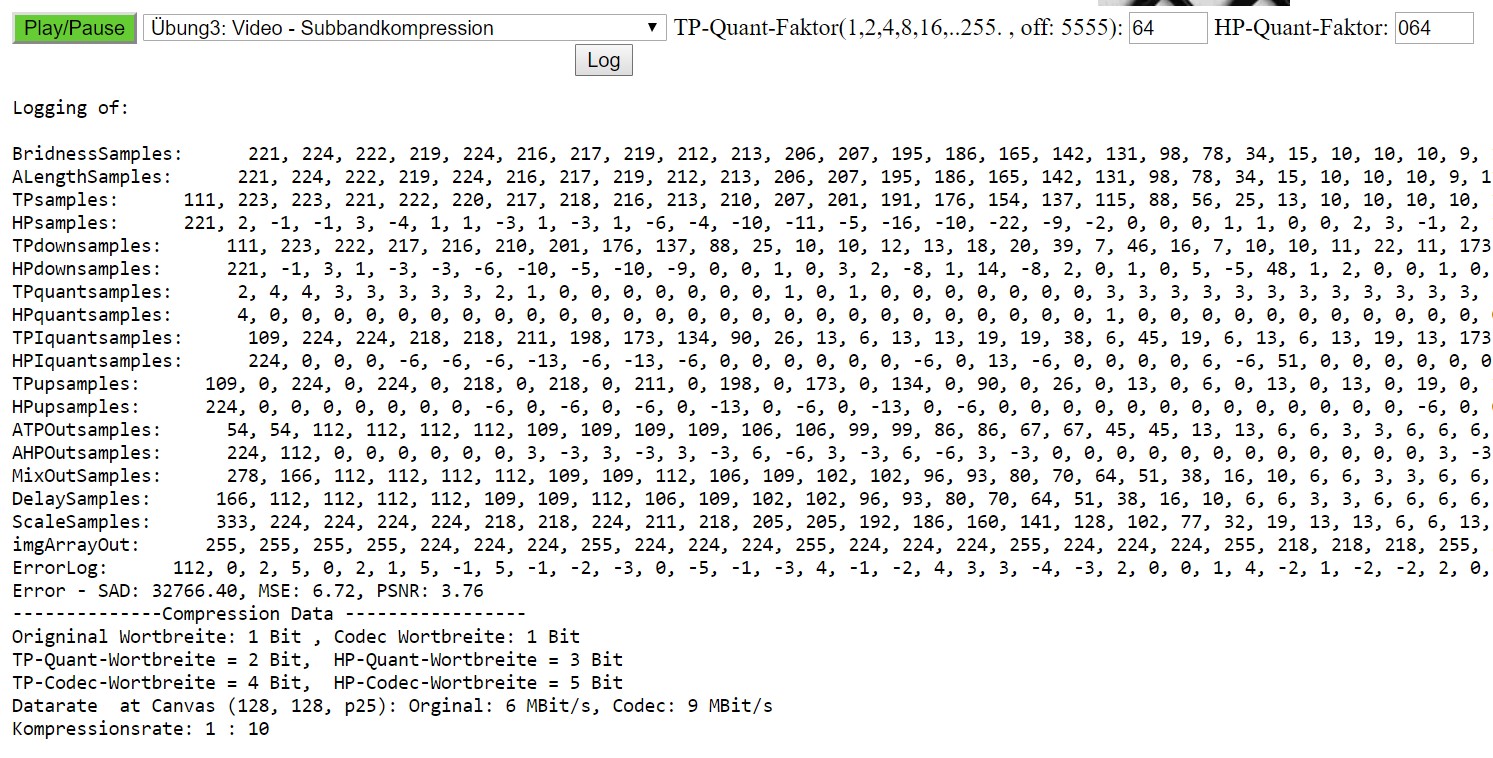 Play/Pause Übung3: Video - Subbandkompression TP-Quant-Faktor(1,2,4,8,16,..255. , off: 5555): 64 HP-Quant-Faktor: 064
Log
Logging of:
BridnessSamples: 221, 224, 222, 219, 224, 216, 217, 219, 212, 213, 206, 207, 195, 186, 165, 142, 131, 98, 78, 34, 15, 10, 10, 10, 9,
ALengthSamples: 221, 224, 222, 219, 224, 216, 217, 219, 212, 213, 206, 207, 195, 186, 165, 142, 131, 98, 78, 34, 15, 10, 10, 10, 9, 1
TPsamples: 111, 223, 223, 221, 222, 220, 217, 218, 216, 213, 210, 207, 201, 191, 176, 154, 137, 115, 88, 56, 25, 13, 10, 10, 10, 10,
HPsamples: 221, 2, -1, -1, 3, -4, 1, 1, -3, 1, -3, 1, -6, -4, -10, -11, -5, -16, -10, -22, -9, -2, 0, 0, 0, 1, 1, 0, 0, 2, 3, -1, 2,
TPdownsamples: 111, 223, 222, 217, 216, 210, 201, 176, 137, 88, 25, 10, 10, 12, 13, 18, 20, 39, 7, 46, 16, 7, 10, 10, 11, 22, 11, 173
HPdownsamples: 221, -1, 3, 1, -3, -3, -6, -10, -5, -10, -9, 0, 0, 1, 0, 3, 2, -8, 1, 14, -8, 2, 0, 1, 0, 5, -5, 48, 1, 2, 0, 0, 1, 0,
TPquantsamples: 2, 4, 4, 3, 3, 3, 3, 3, 2, 1, 0, 0, 0, 0, 0, 0, 0, 1, 0, 1, 0, 0, 0, 0, 0, 0, 0, 3, 3, 3, 3, 3, 3, 3, 3, 3, 3, 3, 3,
HPquantsamples: 4, 0, 0, 0, 0, 0, 0, 0, 0, 0, 0, 0, 0, 0, 0, 0, 0, 0, 0, 0, 0, 0, 0, 0, 0, 0, 0, 1, 0, 0, 0, 0, 0, 0, 0, 0, 0, 0, 0,
TPIquantsamples: 109, 224, 224, 218, 218, 211, 198, 173, 134, 90, 26, 13, 6, 13, 13, 19, 19, 38, 6, 45, 19, 6, 13, 6, 13, 19, 13, 173
HPIquantsamples: 224, 0, 0, 0, -6, -6, -6, -13, -6, -13, -6, 0, 0, 0, 0, 0, 0, -6, 0, 13, -6, 0, 0, 0, 0, 6, -6, 51, 0, 0, 0, 0, 0, 0
TPupsamples: 109, 0, 224, 0, 224, 0, 218, 0, 218, 0, 211, 0, 198, 0, 173, 0, 134, 0, 90, 0, 26, 0, 13, 0, 6, 0, 13, 0, 13, 0, 19, 0,
HPupsamples: 224, 0, 0, 0, 0, 0, 0, 0, -6, 0, -6, 0, -6, 0, -13, 0, -6, 0, -13, 0, -6, 0, 0, 0, 0, 0, 0, 0, 0, 0, 0, 0, 0, 0, -6, 0,
ATPOutsamples: 54, 54, 112, 112, 112, 112, 109, 109, 109, 109, 106, 106, 99, 99, 86, 86, 67, 67, 45, 45, 13, 13, 6, 6, 3, 3, 6, 6, 6,
AHPOutsamples: 224, 112, 0, 0, 0, 0, 0, 0, 3, -3, 3, -3, 3, -3, 6, -6, 3, -3, 6, -6, 3, -3, 0, 0, 0, 0, 0, 0, 0, 0, 0, 0, 0, 0, 3, -3
MixOutSamples: 278, 166, 112, 112, 112, 112, 109, 109, 112, 106, 109, 102, 102, 96, 93, 80, 70, 64, 51, 38, 16, 10, 6, 6, 3, 3, 6, 6,
DelaySamples: 166, 112, 112, 112, 112, 109, 109, 112, 106, 109, 102, 102, 96, 93, 80, 70, 64, 51, 38, 16, 10, 6, 6, 3, 3, 6, 6, 6, 6,
ScaleSamples: 333, 224, 224, 224, 224, 218, 218, 224, 211, 218, 205, 205, 192, 186, 160, 141, 128, 102, 77, 32, 19, 13, 13, 6, 6, 13,
imgArrayOut: 255, 255, 255, 255, 224, 224, 224, 255, 224, 224, 224, 255, 224, 224, 224, 255, 224, 224, 224, 255, 218, 218, 218, 255,
ErrorLog: 112, 0, 2, 5, 0, 2, 1, 5, -1, 5, -1, -2, -3, 0, -5, -1, -3, 4, -1, -2, 4, 3, 3, -4, -3, 2, 0, 0, 1, 4, -2, 1, -2, -2, 2, 0,
Error - SAD: 32766.40, MSE: 6.72, PSNR: 3.76
--------------Compression Data -----------------
Origninal Wortbreite: 1 Bit , Codec Wortbreite: 1 Bit
TP-Quant-Wortbreite = 2 Bit, HP-Quant-Wortbreite = 3 Bit
TP-Codec-Wortbreite = 4 Bit, HP-Codec-Wortbreite = 5 Bit
Datarate at Canvas (128, 128, p25): Orginal: 6 MBit/s, Codec: 9 MBit/s
Kompressionsrate: 1 : 10